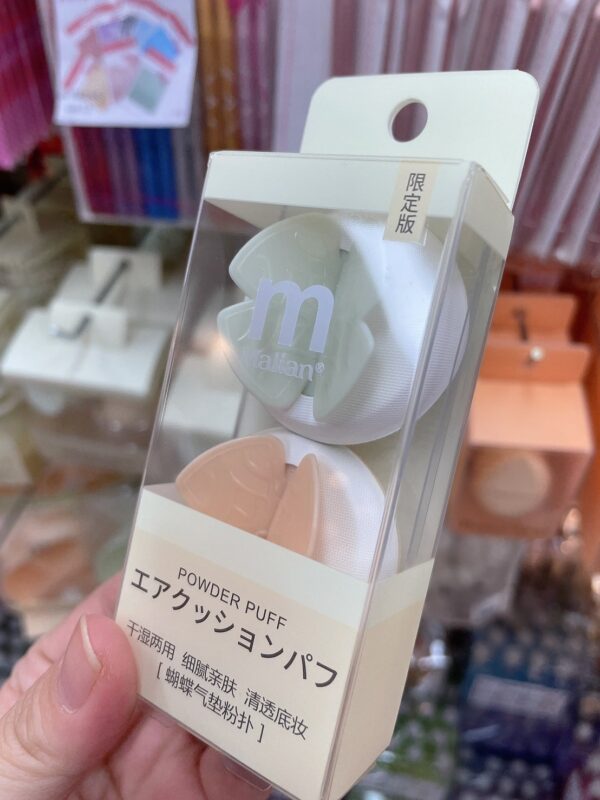 限定版
m
malian®
POWDER PUFF
エアクッションパフ
干湿两用 细腻亲肤 清透底妆
[ 蝴蝶气垫粉扑 ]